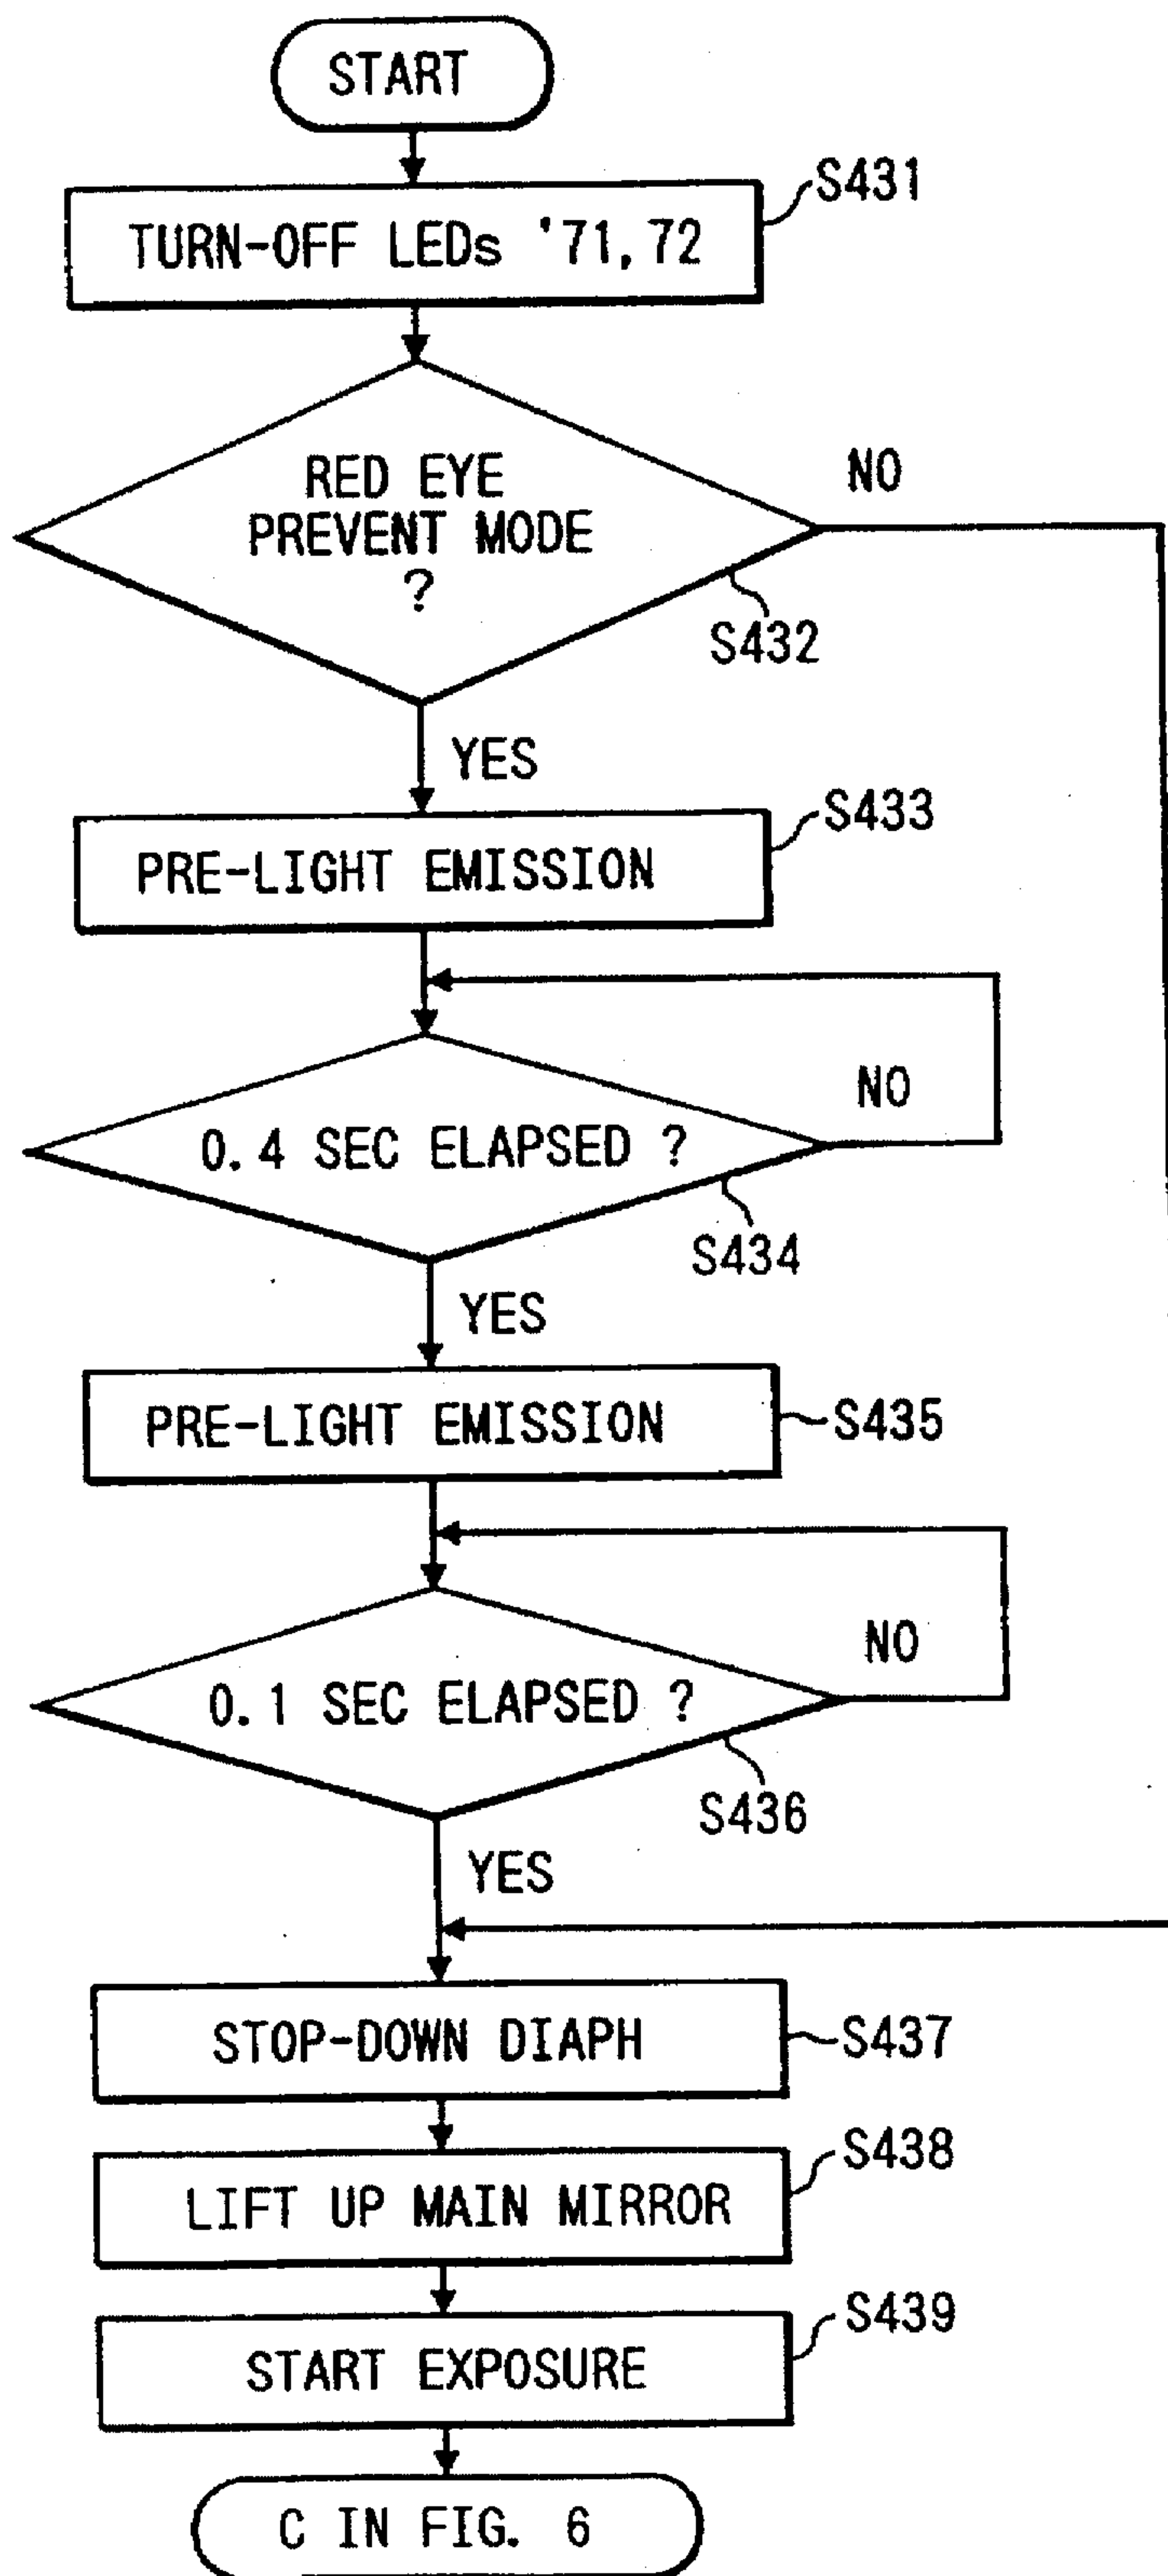 START
S431
TURN-OFF LEDs '71, 72
RED EYE
PREVENT MODE
?
NO
S432
YES
S433
PRE-LIGHT EMISSION
NO
0.4 SEC ELAPSED ?
S434
YES
PRE-LIGHT EMISSION
S435
NO
0.1 SEC ELAPSED ?
S436
YES
STOP-DOWN DIAPH
S437
S438
LIFT UP MAIN MIRROR
S439
START EXPOSURE
C IN FIG. 6